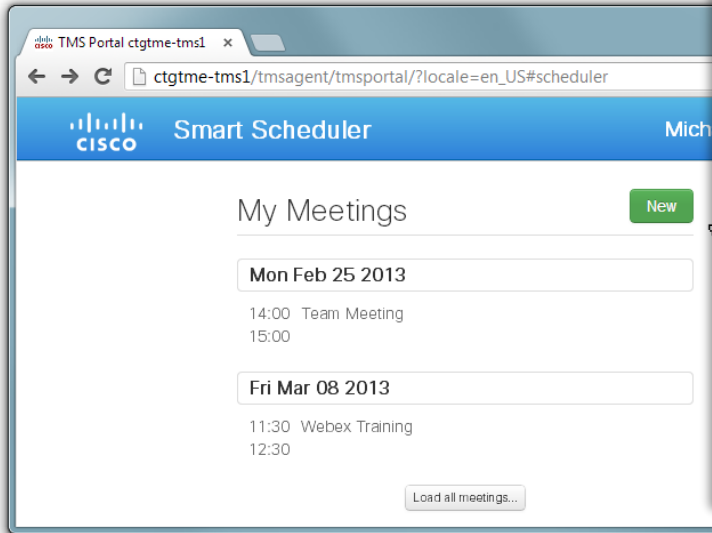 TMS Portal ctgtme-tms1 ×
ctgtme-tms1/tmsagent/tmsportal/?locale=en_US#scheduler
CISCO Smart Scheduler Mich
My Meetings New
Mon Feb 25 2013
14:00 Team Meeting
15:00
Fri Mar 08 2013
11:30 Webex Training
12:30
Load all meetings...